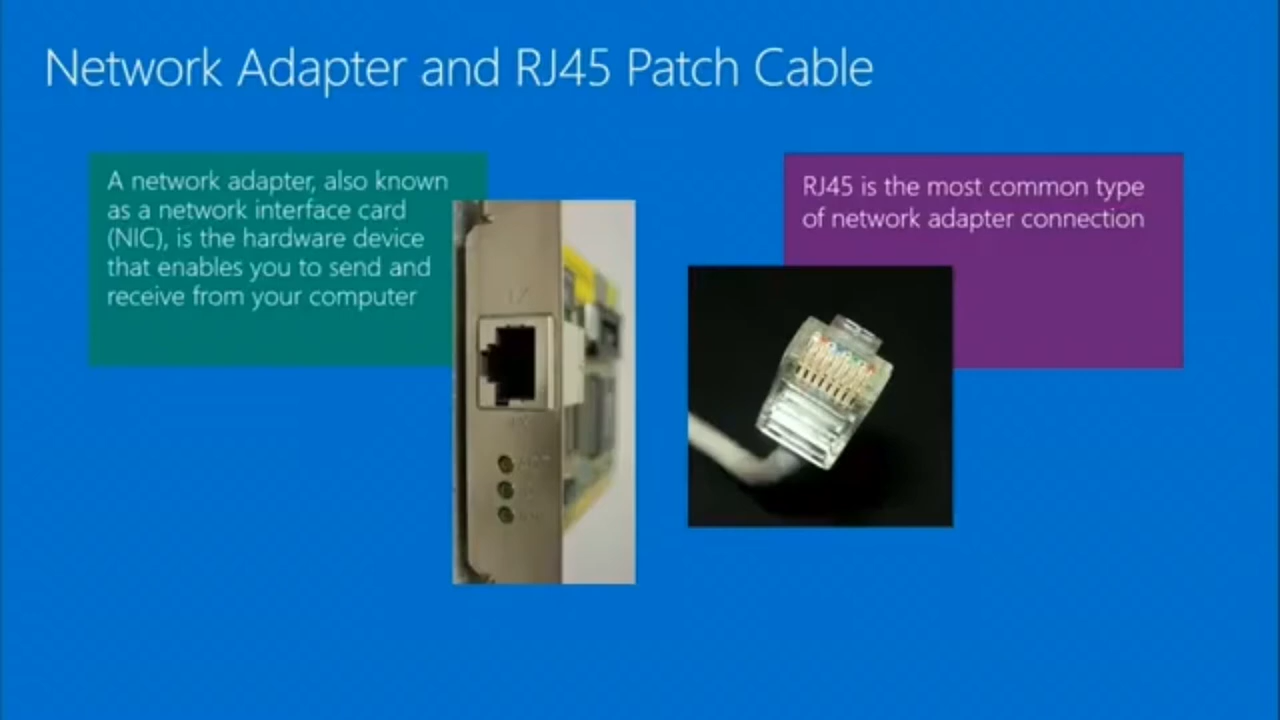 Network Adapter and RJ45 Patch Cable
A network adapter, also known
as a network interface card
(NIC), is the hardware device
that enables you to send and
receive from your computer
RJ45 is the most common type
of network adapter connection